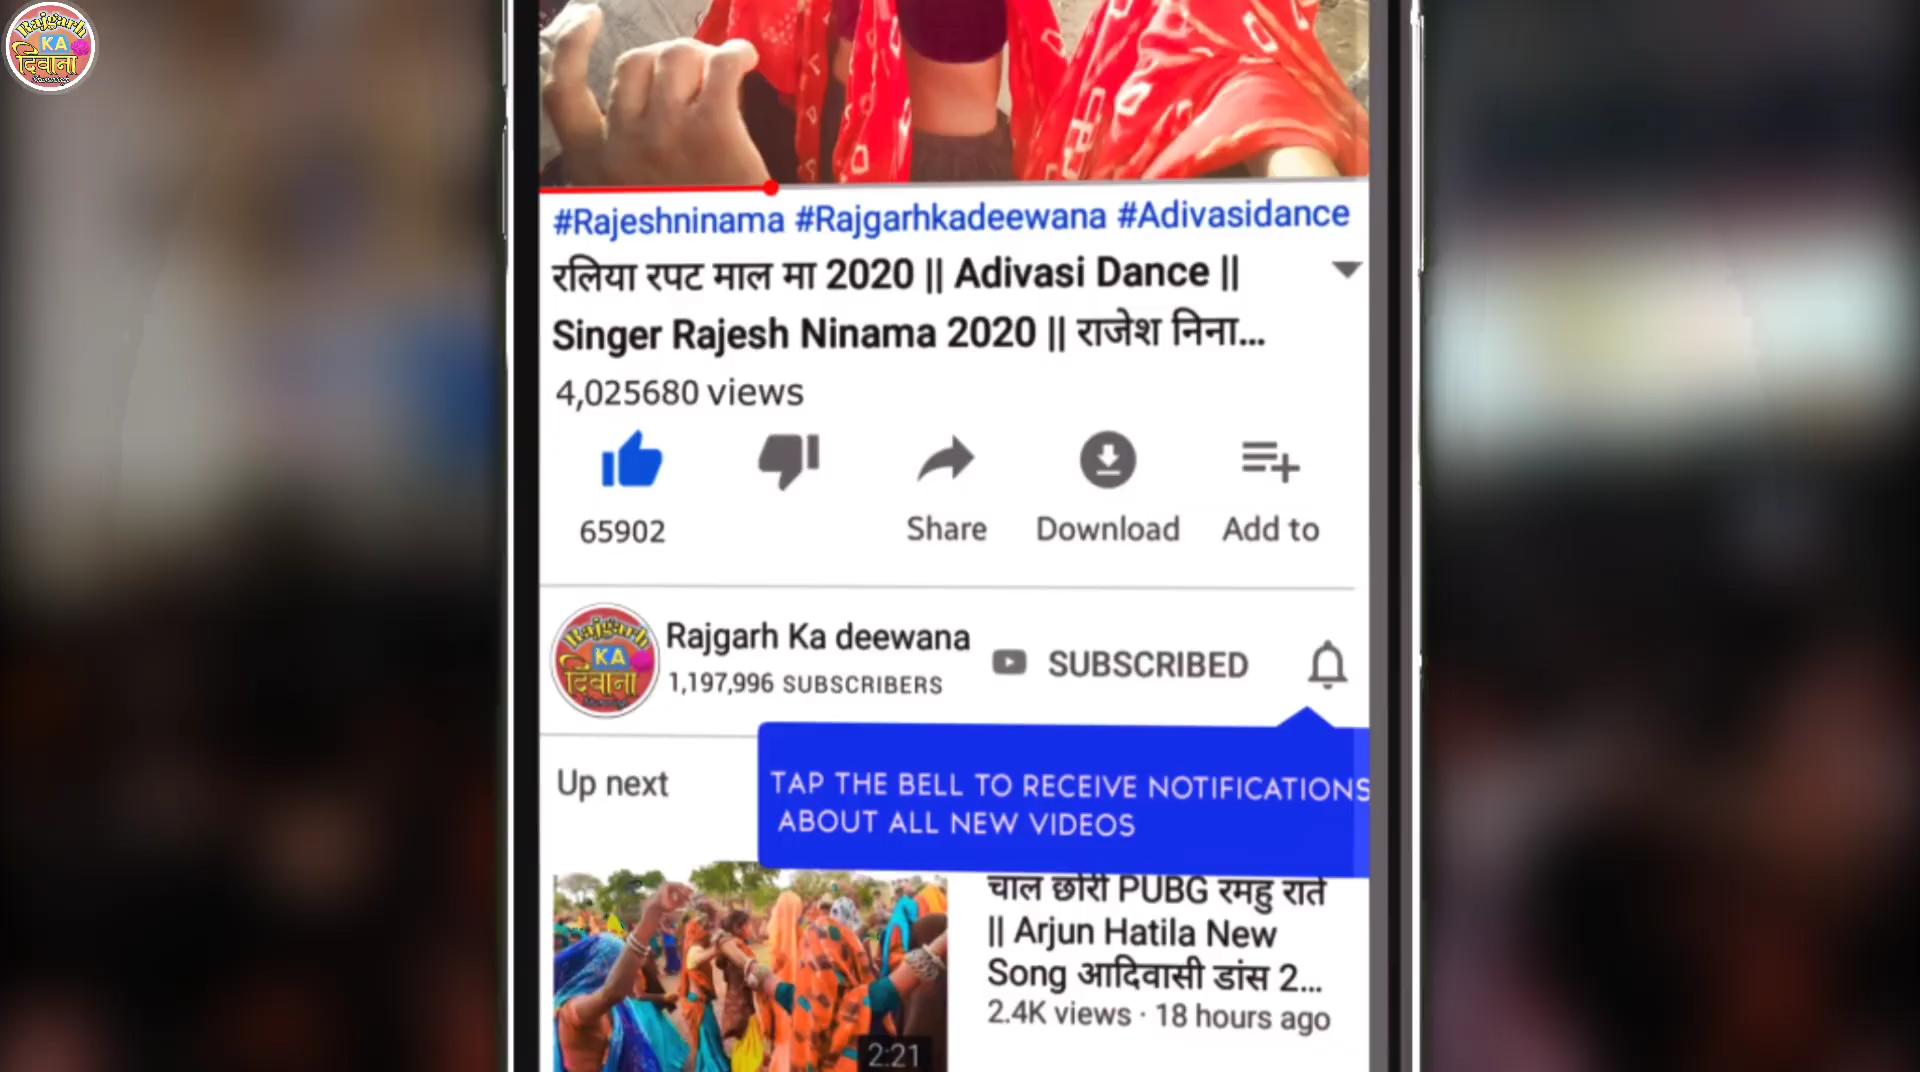 Rajgarh
KA
दिवाना
#Rajeshninama #Rajgarhkadeewana #Adivasidance
रलिया रपट माल मा 2020 || Adivasi Dance ||
Singer Rajesh Ninama 2020 || राजेश निना...
4,025680 views
65902
Share
Download
Add to
Rajgarh
KA
दिवाना
Rajgarh Ka deewana
1,197,996 SUBSCRIBERS
SUBSCRIBED
Up next
TAP THE BELL TO RECEIVE NOTIFICATIONS
ABOUT ALL NEW VIDEOS
चाल छोरी PUBG रमहु राते
|| Arjun Hatila New
Song आदिवासी डांस 2...
2.4K views · 18 hours ago
2:21